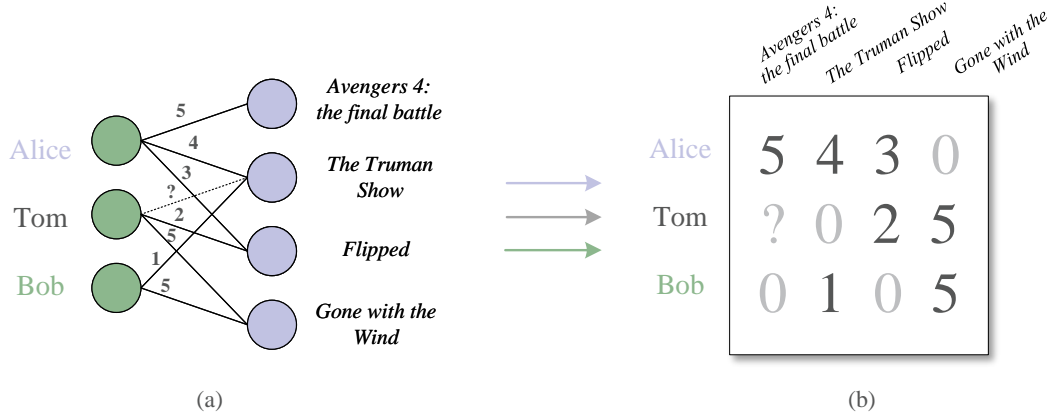 Avengers 4:
the final battle
The Truman Show
Flipped
Gone with the
Wind
5
Avengers 4:
the final battle
Alice
4
3
The Truman
Show
?
Tom
2
5
Flipped
1
Bob
5
Gone with the
Wind
Alice
5 4 3 0
Tom
? 0 2 5
Bob
0 1 0 5
(a)
(b)